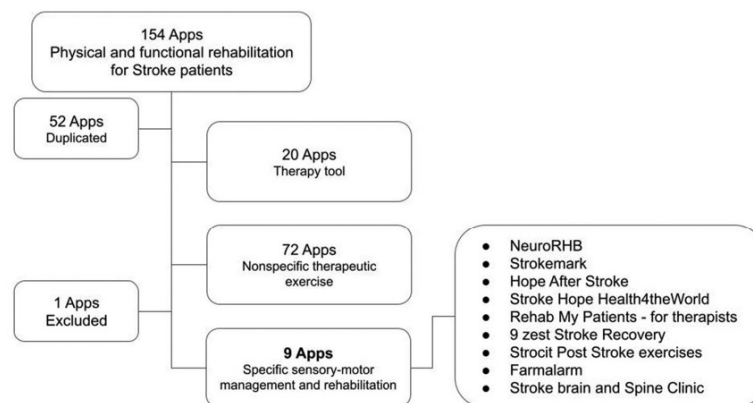 154 Apps
Physical and functional rehabilitation
for Stroke patients
52 Apps
Duplicated
20 Apps
Therapy tool
72 Apps
Nonspecific therapeutic
exercise
1 Apps
Excluded
9 Apps
Specific sensory-motor
management and rehabilitation
● NeuroRHB
● Strokemark
● Hope After Stroke
● Stroke Hope Health4theWorld
● Rehab My Patients - for therapists
● 9 zest Stroke Recovery
● Strocit Post Stroke exercises
● Farmalarm
● Stroke brain and Spine Clinic